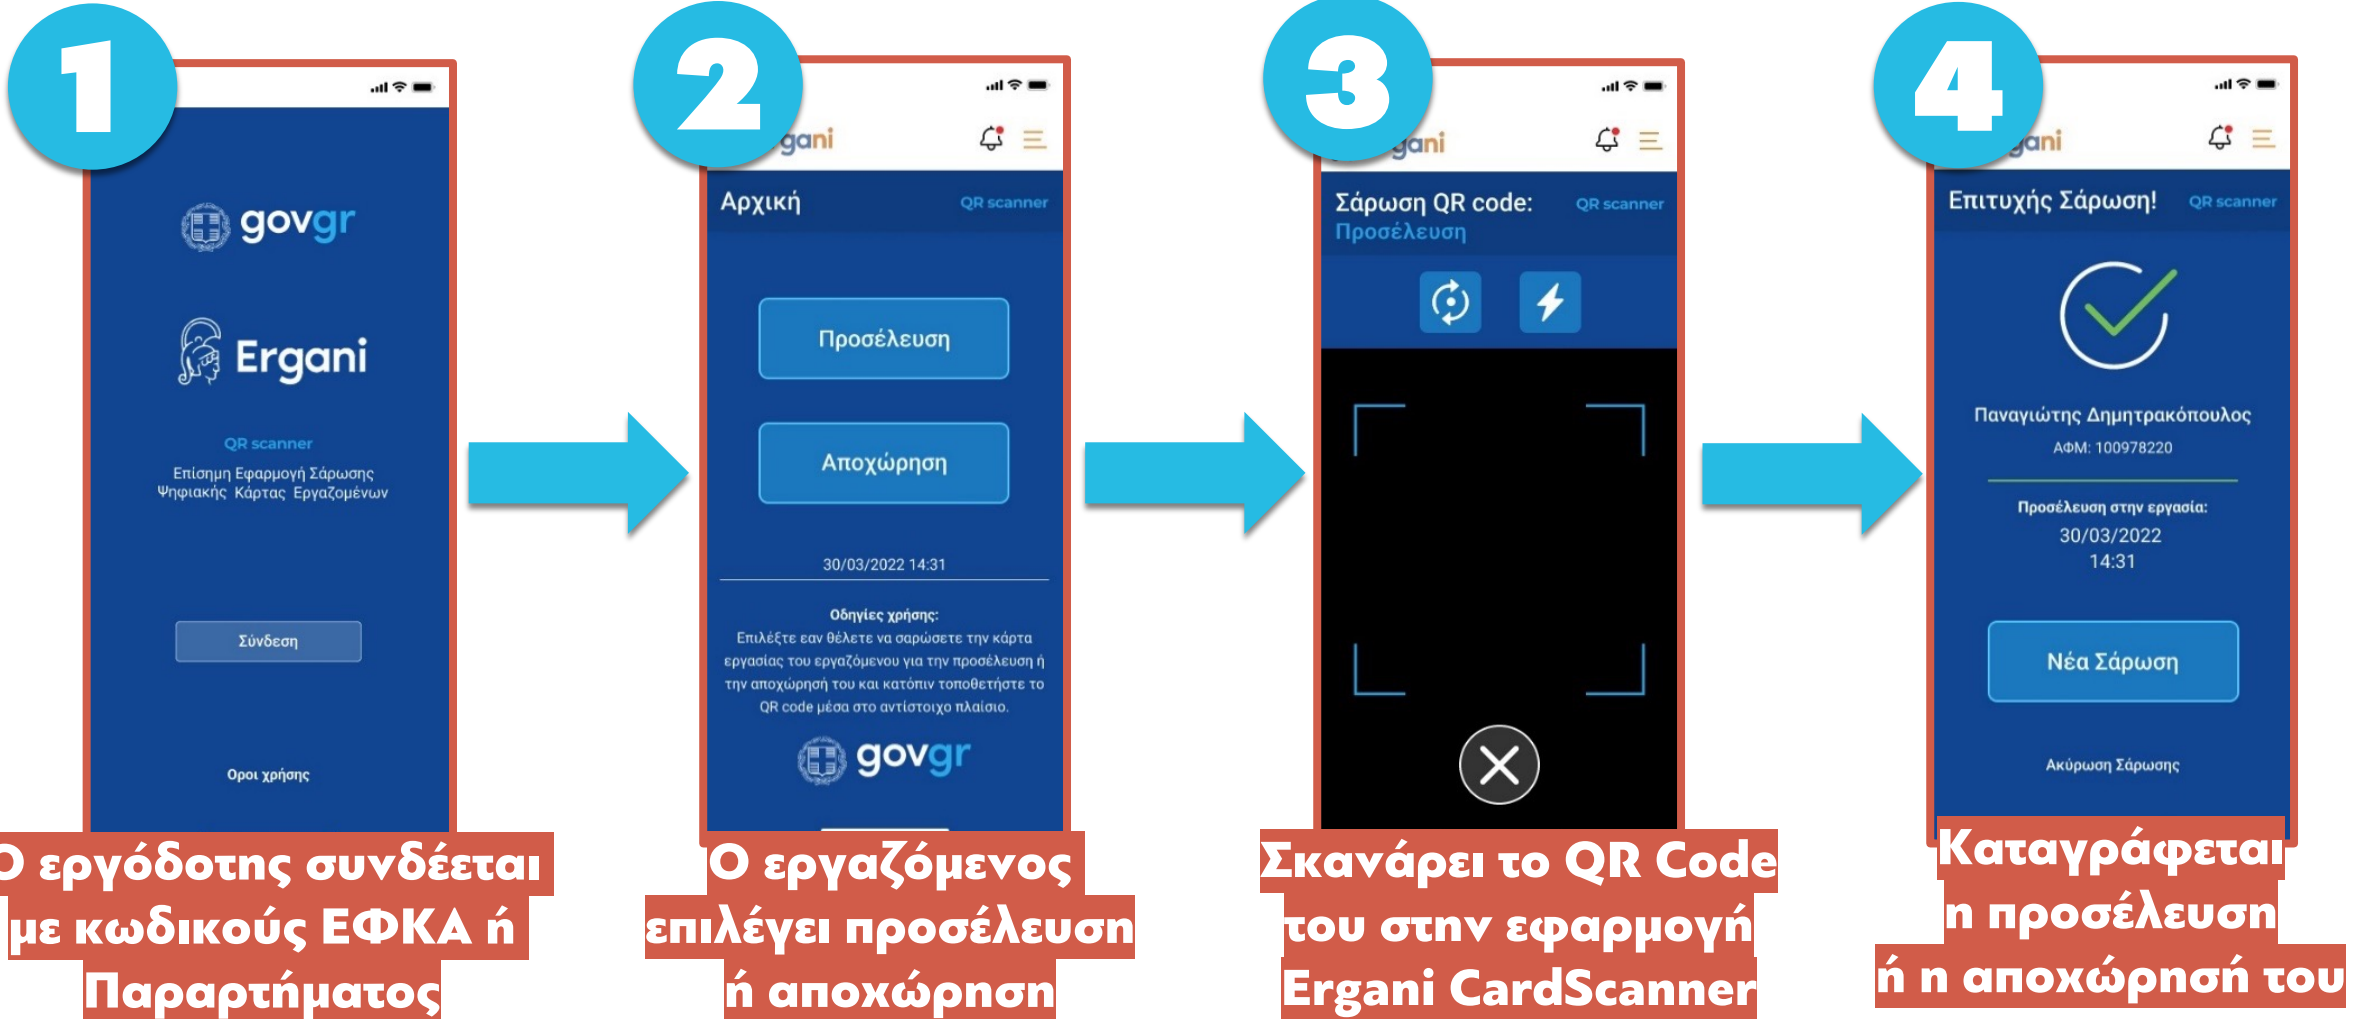 1
govgr
Ergani
QR scanner
Επίσημη Εφαρμογή Σάρωσης
Ψηφιακής Κάρτας Εργαζομένων
Σύνδεση
Οροι χρήσης
Ο εργόδοτης συνδέεται
με κωδικούς ΕΦΚΑ ή
Παραρτήματος
2
gani
Αρχική
QR scanner
Προσέλευση
Αποχώρηση
30/03/2022 14:31
Οδηγίες χρήσης:
Επιλέξτε εαν θέλετε να σαρώσετε την κάρτα
εργασίας του εργαζόμενου για την προσέλευση ή
την αποχώρησή του και κατόπιν τοποθετήστε το
QR code μέσα στο αντίστοιχο πλαίσιο.
govgr
Ο εργαζόμενος
επιλέγει προσέλευση
ή αποχώρηση
3
gani
Σάρωση QR code:
QR scanner
Προσέλευση
Σκανάρει το QR Code
του στην εφαρμογή
Ergani CardScanner
4
gani
Επιτυχής Σάρωση!
QR scanner
Παναγιώτης Δημητρακόπουλος
ΑΦΜ: 100978220
Προσέλευση στην εργασία:
30/03/2022
14:31
Νέα Σάρωση
Ακύρωση Σάρωσης
Καταγράφεται
η προσέλευση
ή η αποχώρησή του